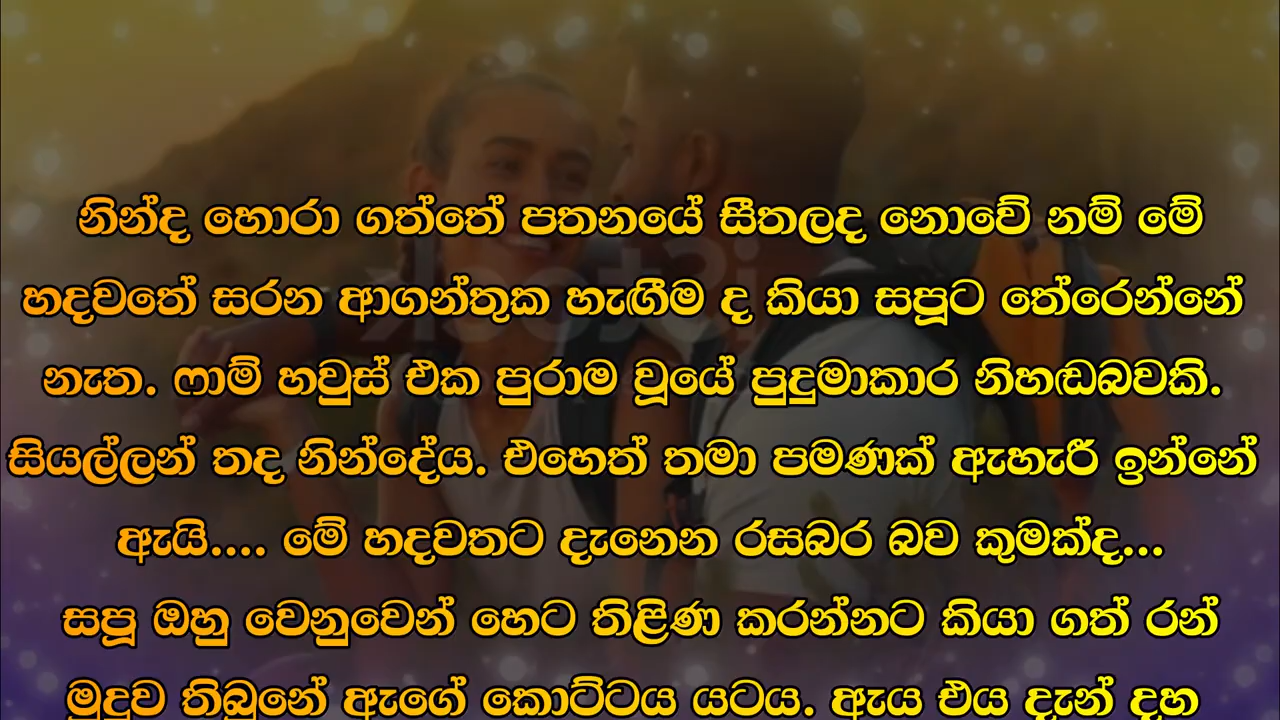 නින්ද හොරා ගත්තේ පතනයේ සීතලද නොවේ නම් මේ
හදවතේ සරන ආගන්තුක හැඟීම ද කියා සපූට තේරෙන්නේ
නැත. ෆාම් හවුස් එක පුරාම වූයේ පුදුමාකාර නිහඬබවකි.
සියල්ලන් තද නින්දේය. එහෙත් තමා පමණක් ඇහැරී ඉන්නේ
ඇයි.... මේ හදවතට දැනෙන රසබර බව කුමක්ද...
සපූ ඔහු වෙනුවෙන් හෙට තිළිණ කරන්නට කියා ගත් රන්
මුදුව තිබුනේ ඇගේ කොට්ටය යටය. ඇය එය දැන් දහ